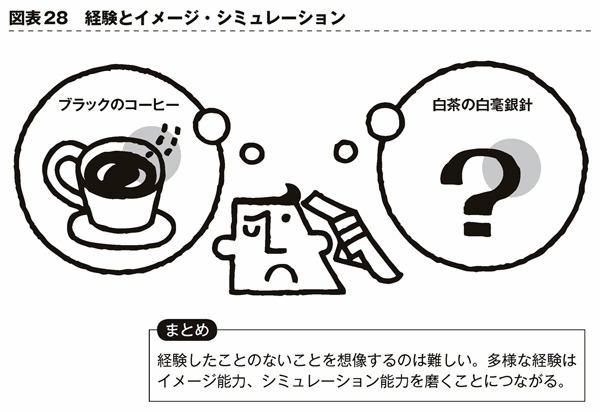 図表28 経験とイメージ・シミュレーション
ブラックのコーヒー
白茶の白毫銀針
?
まとめ
経験したことのないことを想像するのは難しい。多様な経験は
イメージ能力、シミュレーション能力を磨くことにつながる。